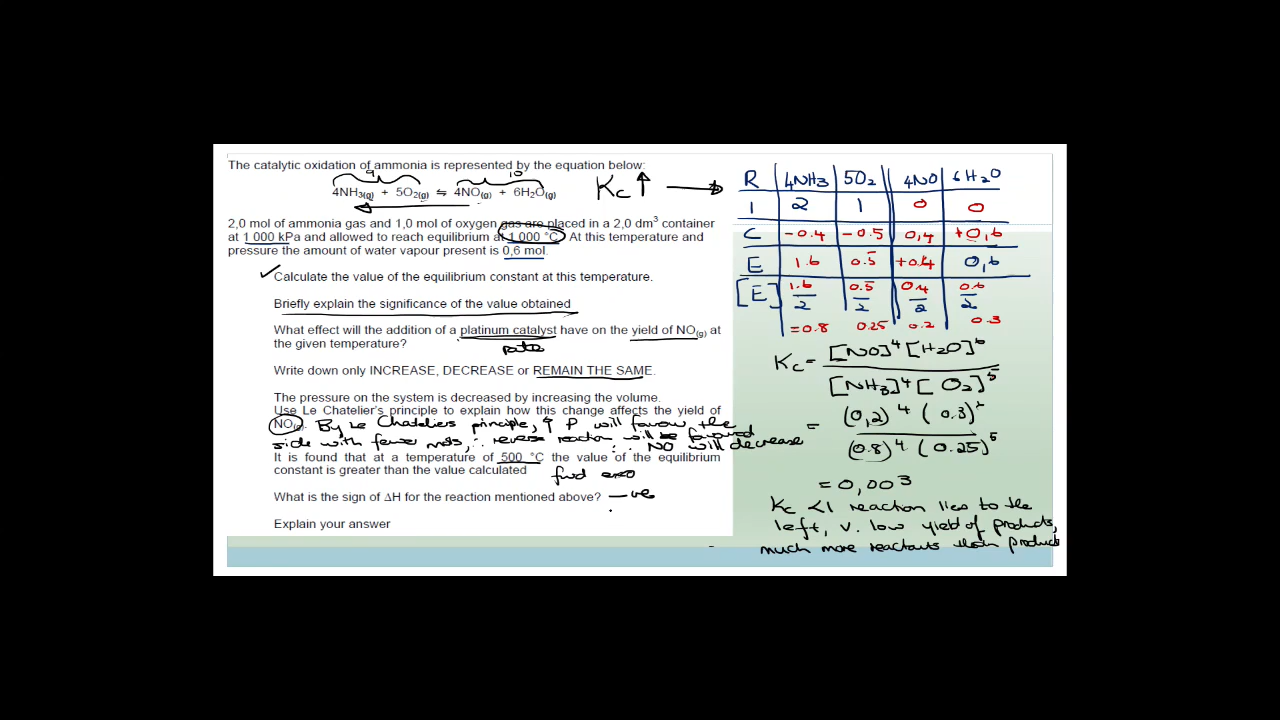 The catalytic oxidation of ammonia is represented by the equation below:
9 10
4NH3(g) + 5O2(g) ⇋ 4NO(g) + 6H2O(g)
Kc ↑ →
2,0 mol of ammonia gas and 1,0 mol of oxygen gas are placed in a 2,0 dm³ container
at 1 000 kPa and allowed to reach equilibrium at 1 000 °C. At this temperature and
pressure the amount of water vapour present is 0,6 mol.
✓Calculate the value of the equilibrium constant at this temperature.
Briefly explain the significance of the value obtained
What effect will the addition of a platinum catalyst have on the yield of NO(g) at
the given temperature?
rate
Write down only INCREASE, DECREASE or REMAIN THE SAME.
The pressure on the system is decreased by increasing the volume.
Use Le Chatelier's principle to explain how this change affects the yield of
NO(g). By Le Chateliers principle, ↑ P will favour the
side with fewer mols, ∴ reverse reaction will be favoured
∴ NO will decrease
It is found that at a temperature of 500 °C the value of the equilibrium
constant is greater than the value calculated
fwd exo
What is the sign of ΔH for the reaction mentioned above? -ve
Explain your answer
R 4NH3 5O2 4NO 6H2O
I 2 1 0 0
C -0.4 -0.5 0,4 +0,6
E 1.6 0.5 +0.4 0,6
[E] 1.6/2 0.5/2 0.4/2 0.6/2
=0.8 0.25 0.2 0.3
Kc = [NO]⁴[H2O]⁶
[NH3]⁴[O2]⁵
= (0,2)⁴ (0.3)⁶
(0.8)⁴ (0.25)⁵
= 0,003
Kc <1 reaction lies to the
left, v. low yield of products,
much more reactants than products